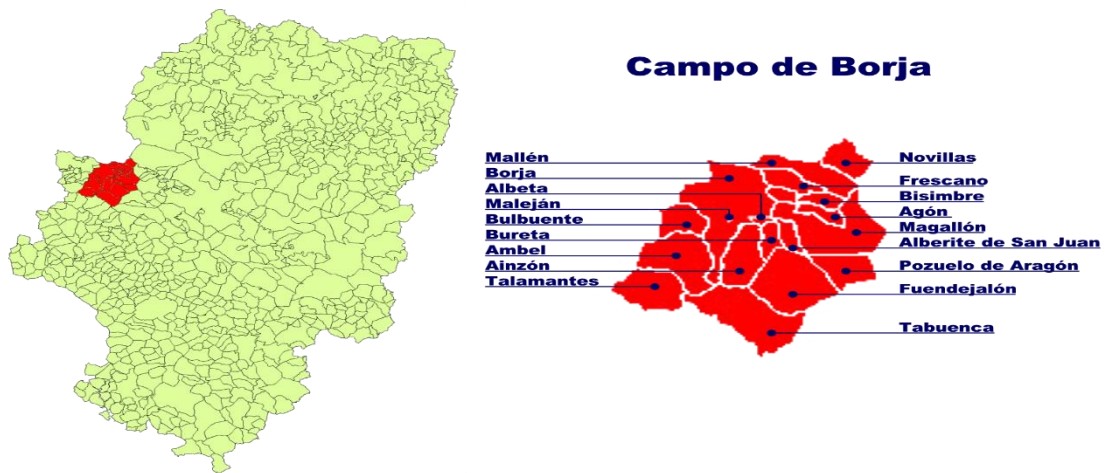 Campo de Borja
Mallén
Borja
Albeta
Maleján
Bulbuente
Bureta
Ambel
Ainzón
Talamantes
Novillas
Frescano
Bisimbre
Agón
Magallón
Alberite de San Juan
Pozuelo de Aragón
Fuendejalón
Tabuenca